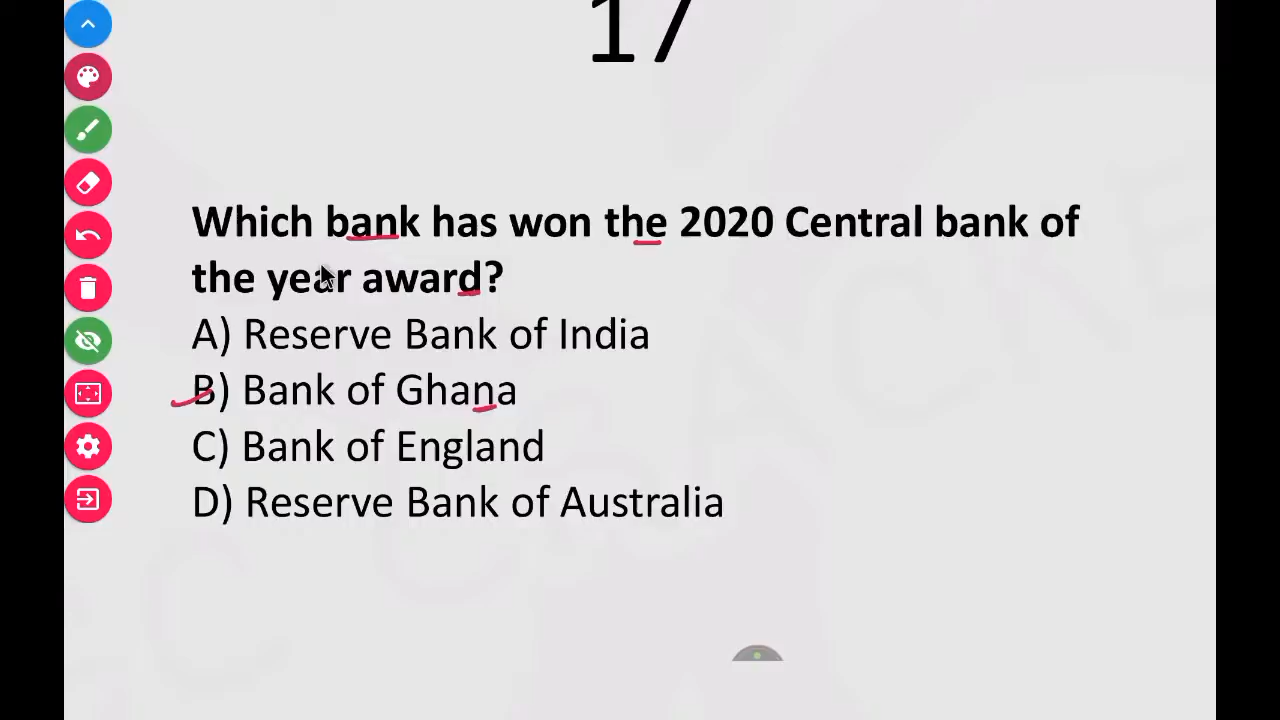 17
Which bank has won the 2020 Central bank of
the year award?
A) Reserve Bank of India
B) Bank of Ghana
C) Bank of England
D) Reserve Bank of Australia